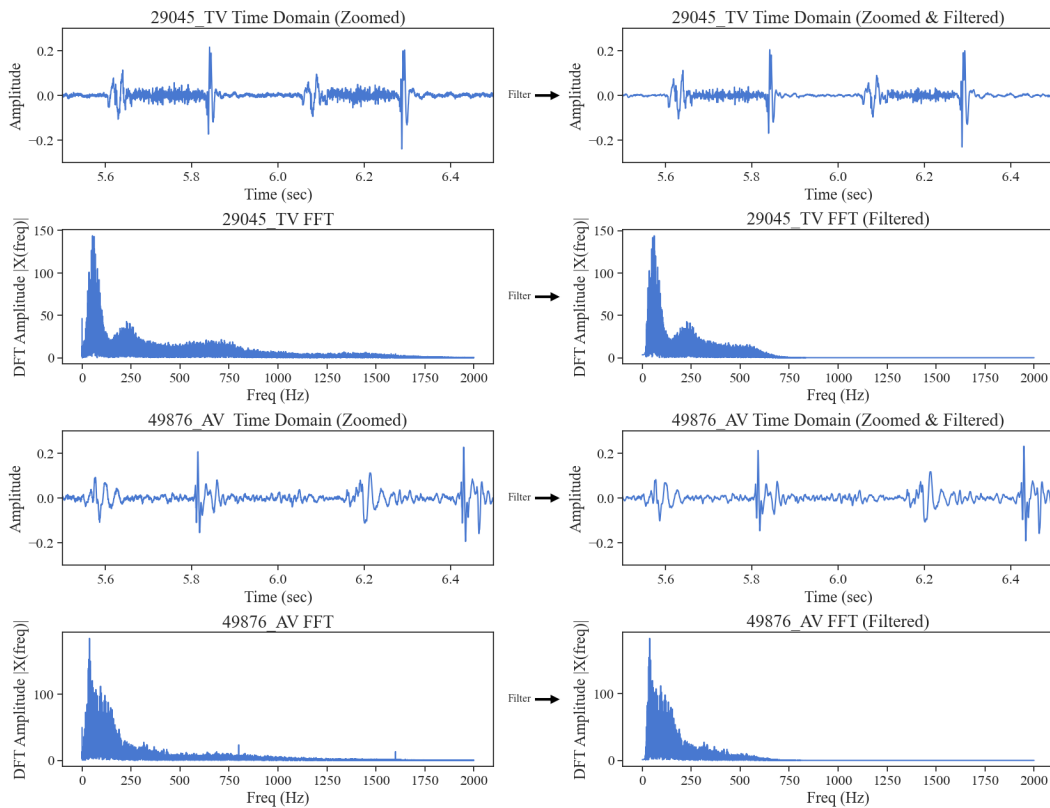 29045_TV Time Domain (Zoomed)
Amplitude
0.2
0.0
−0.2
5.6 5.8 6.0 6.2 6.4
Time (sec)
Filter
29045_TV Time Domain (Zoomed & Filtered)
Amplitude
0.2
0.0
−0.2
5.6 5.8 6.0 6.2 6.4
Time (sec)
29045_TV FFT
DFT Amplitude |X(freq)|
150
100
50
0
0 250 500 750 1000 1250 1500 1750 2000
Freq (Hz)
Filter
29045_TV FFT (Filtered)
DFT Amplitude |X(freq)|
150
100
50
0
0 250 500 750 1000 1250 1500 1750 2000
Freq (Hz)
49876_AV  Time Domain (Zoomed)
Amplitude
0.2
0.0
−0.2
5.6 5.8 6.0 6.2 6.4
Time (sec)
Filter
49876_AV Time Domain (Zoomed & Filtered)
Amplitude
0.2
0.0
−0.2
5.6 5.8 6.0 6.2 6.4
Time (sec)
49876_AV FFT
DFT Amplitude |X(freq)|
100
0
0 250 500 750 1000 1250 1500 1750 2000
Freq (Hz)
Filter
49876_AV FFT (Filtered)
DFT Amplitude |X(freq)|
100
0
0 250 500 750 1000 1250 1500 1750 2000
Freq (Hz)